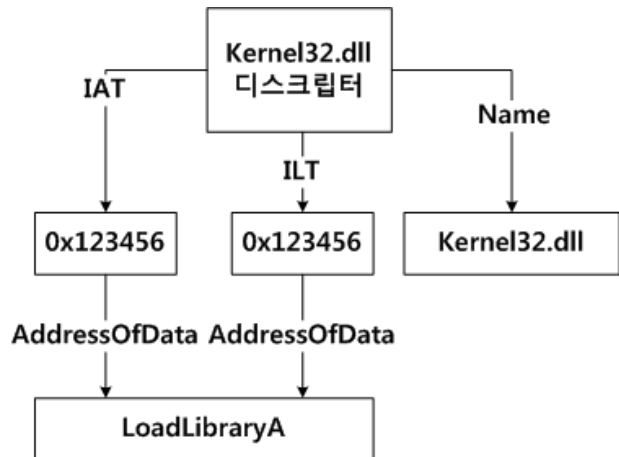 Kernel32.dll
디스크립터
IAT
Name
ILT
0x123456
0x123456
Kernel32.dll
AddressOfData
AddressOfData
LoadLibraryA